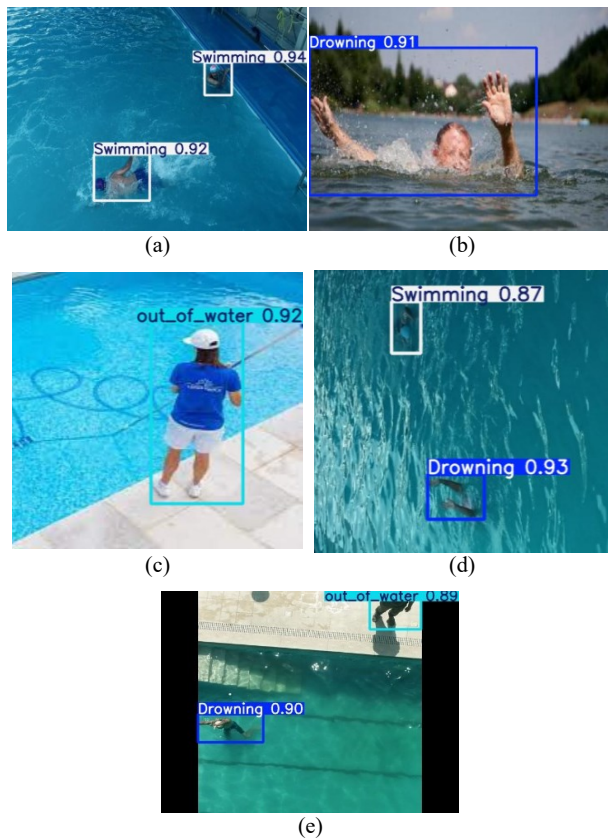 Swimming 0.94
Swimming 0.92
Drowning 0.91
(a)
(b)
out_of_water 0.92
Swimming 0.87
Drowning 0.93
(c)
(d)
out_of_water 0.89
Drowning 0.90
(e)